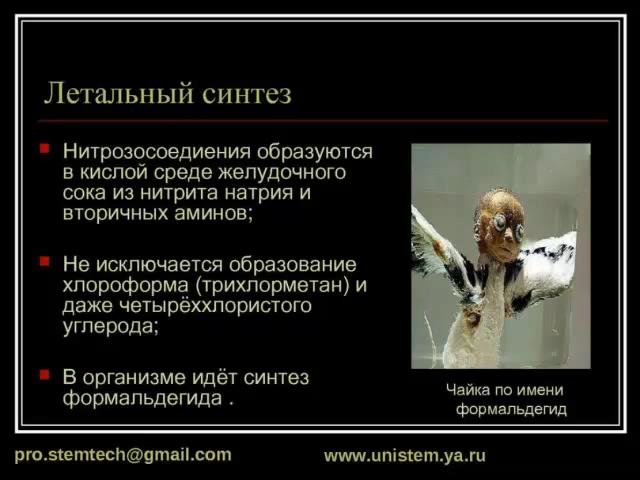 Летальный синтез
Нитрозосоедиения образуются
в кислой среде желудочного
сока из нитрита натрия и
вторичных аминов;
Не исключается образование
хлороформа (трихлорметан) и
даже четырёххлористого
углерода;
В организме идёт синтез
формальдегида .
Чайка по имени
формальдегид
pro.stemtech@gmail.com
www.unistem.ya.ru